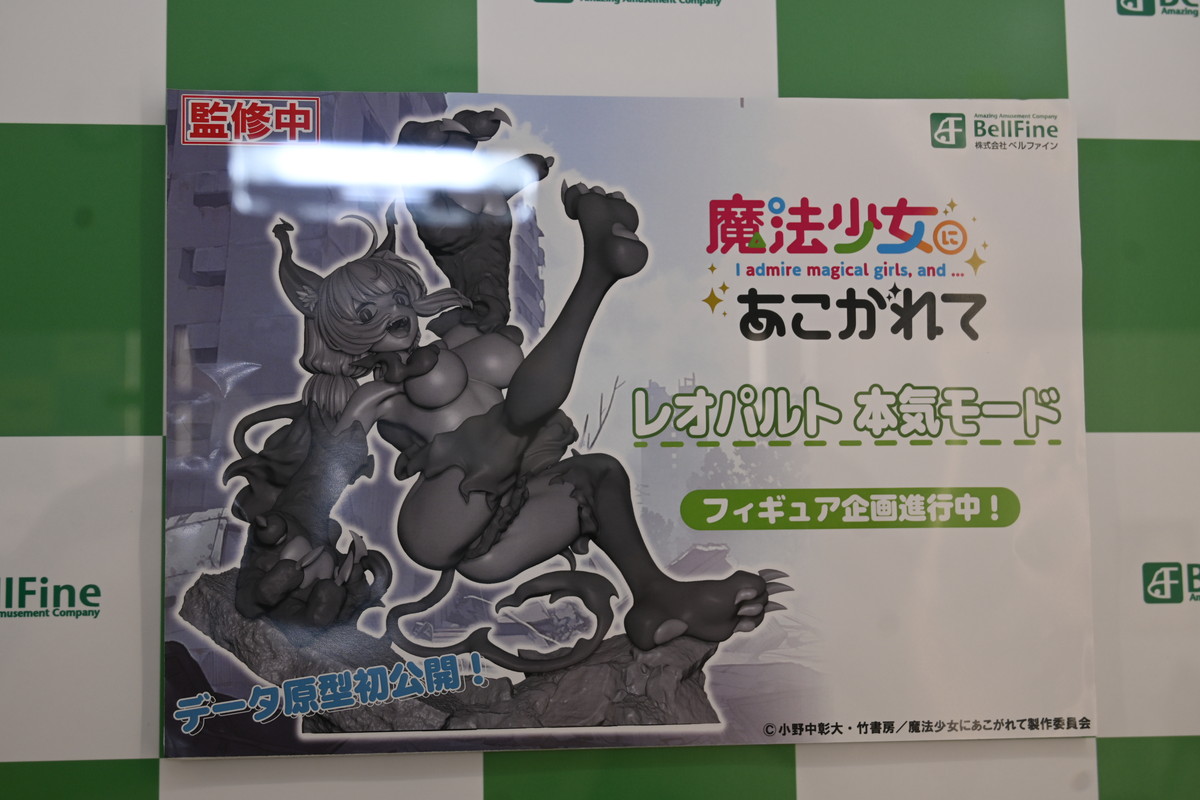 Amazing Amusement Company
監修中
Amazing Amusement Company
BellFine
株式会社 ベルファイン
魔法少女に
I admire magical girls, and ...
あこがれて
レオパルト 本気モード
フィギュア企画進行中！
llFine
musement Company
データ原型初公開！
©小野中彰大・竹書房／魔法少女にあこがれて製作委員会